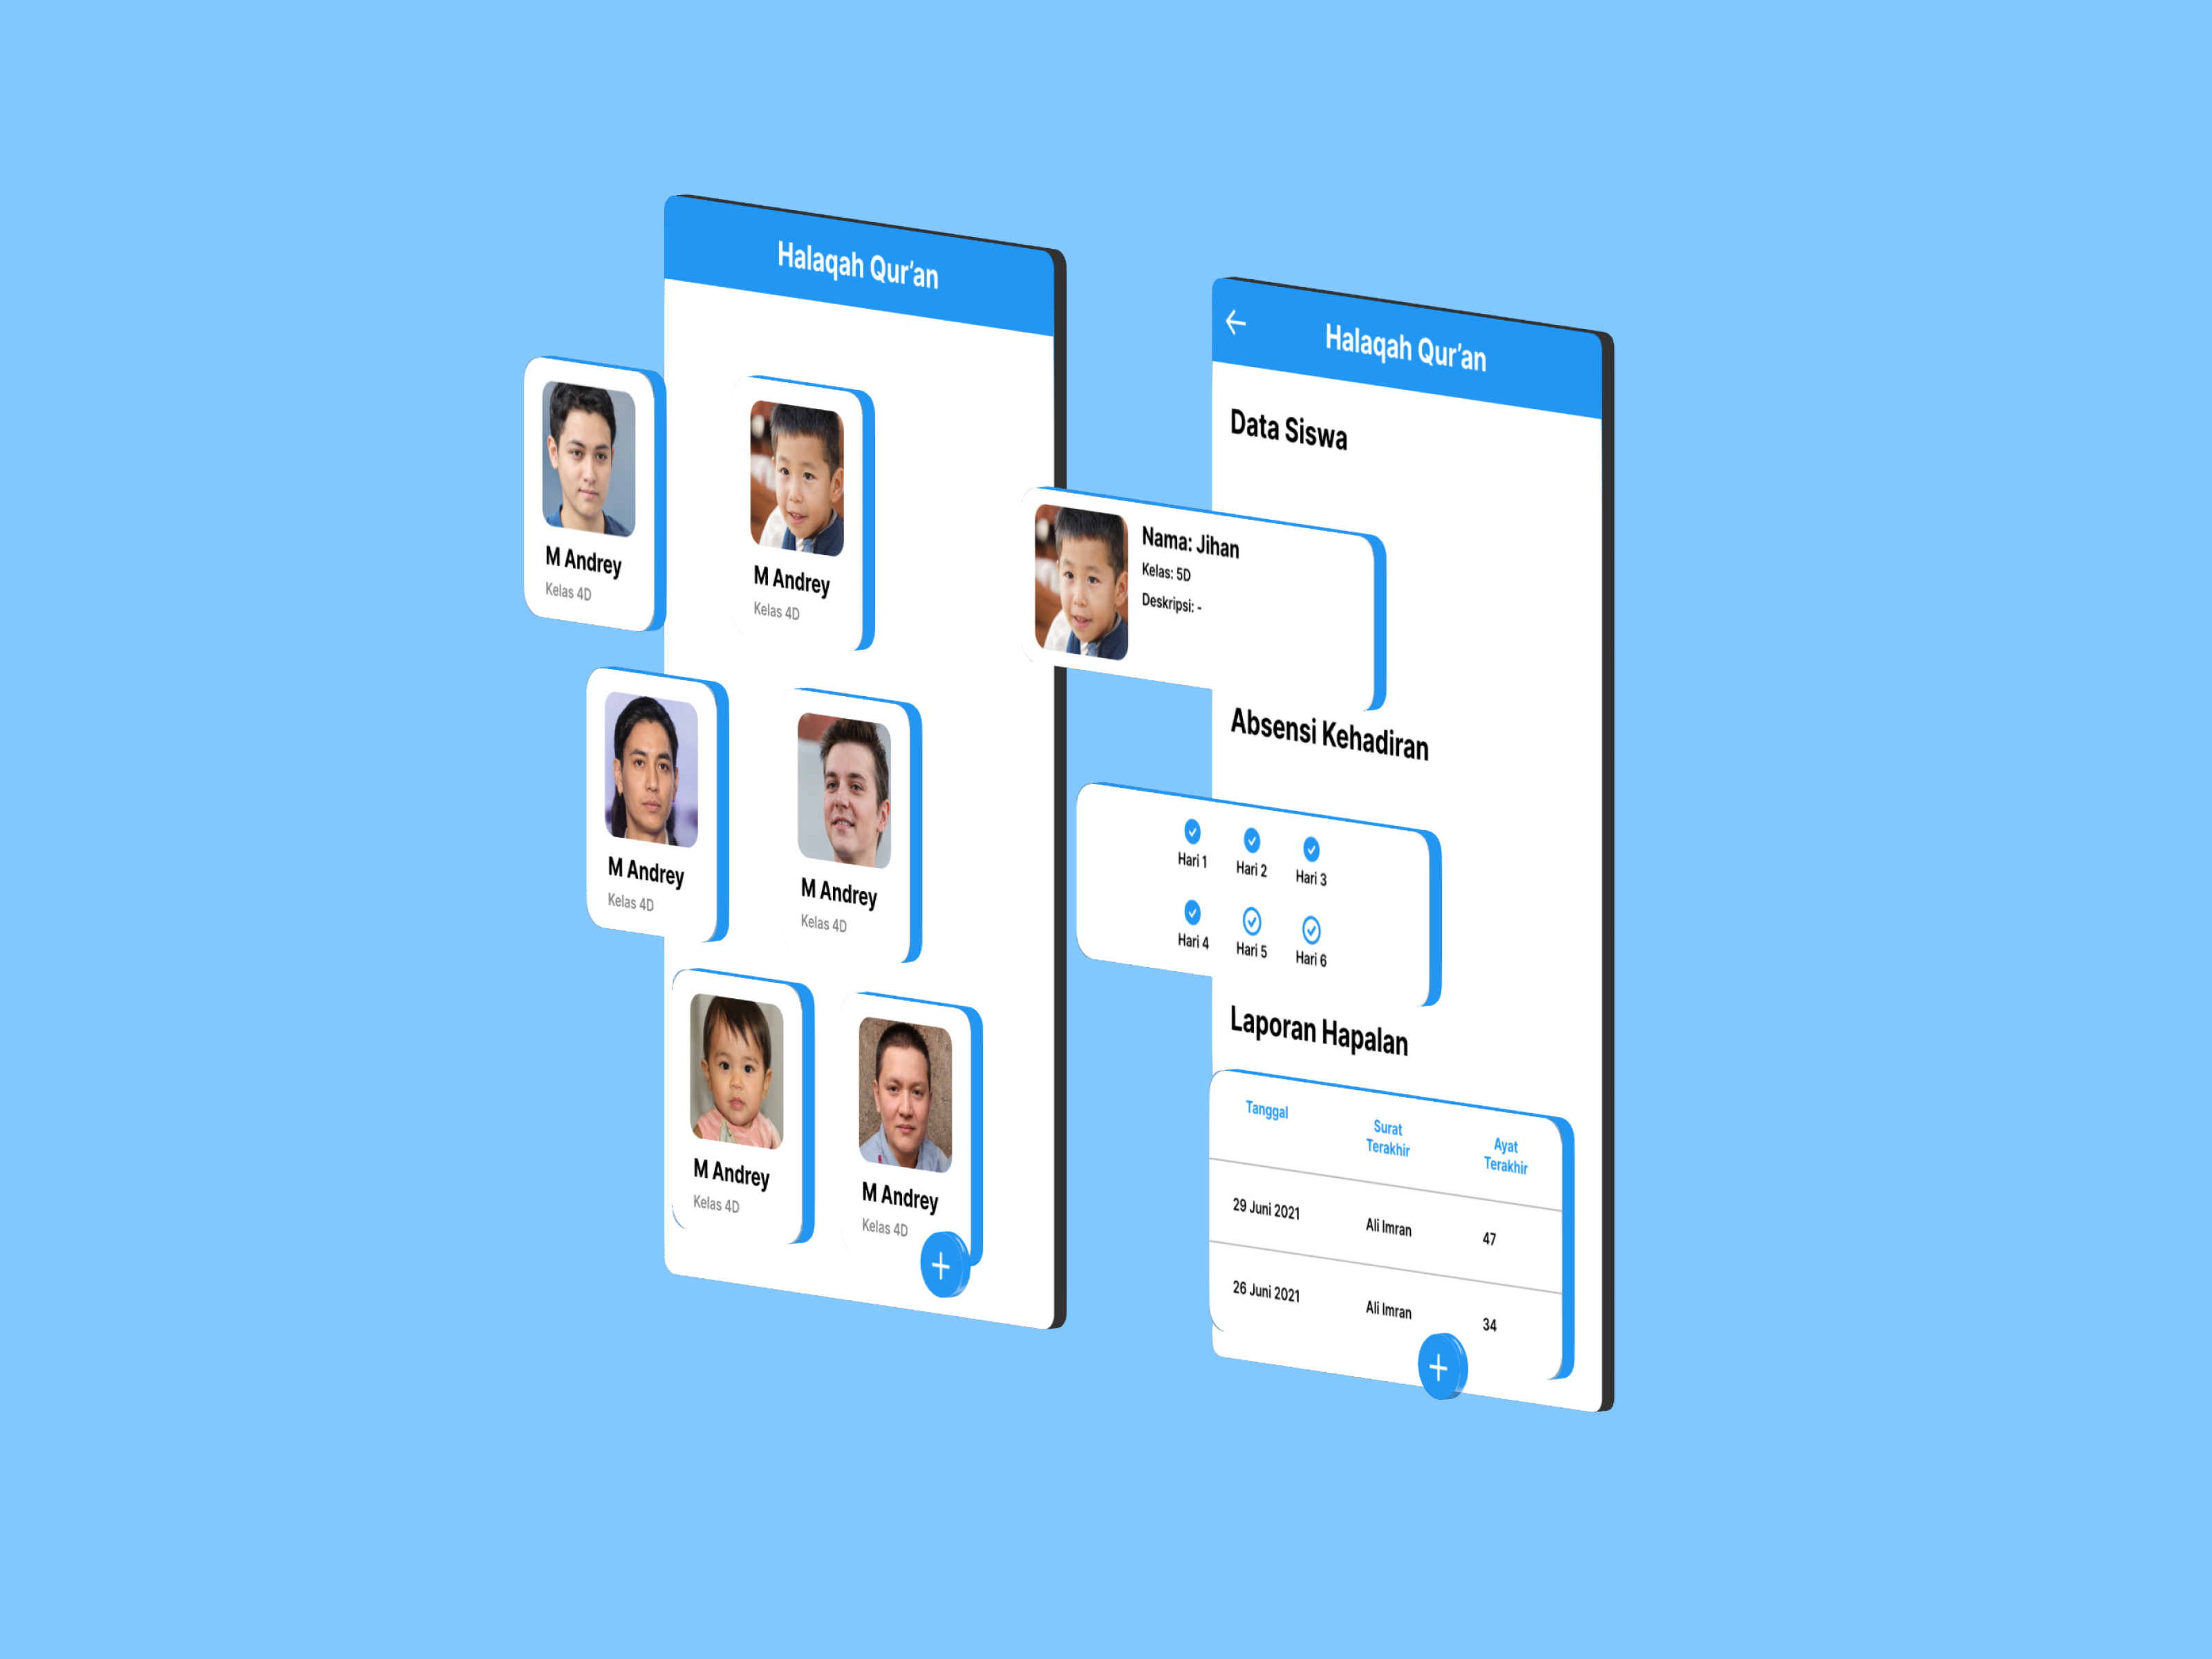 Halaqah Qur’an
M Andrey
Kelas 4D
M Andrey
Kelas 4D
M Andrey
Kelas 4D
M Andrey
Kelas 4D
M Andrey
Kelas 4D
M Andrey
Kelas 4D
Halaqah Qur’an
Data Siswa
Nama: Jihan
Kelas: 5D
Deskripsi: -
Absensi Kehadiran
Hari 1 Hari 2 Hari 3
Hari 4 Hari 5 Hari 6
Laporan Hapalan
Tanggal Surat Terakhir Ayat Terakhir
29 Juni 2021 Ali Imran 47
26 Juni 2021 Ali Imran 34